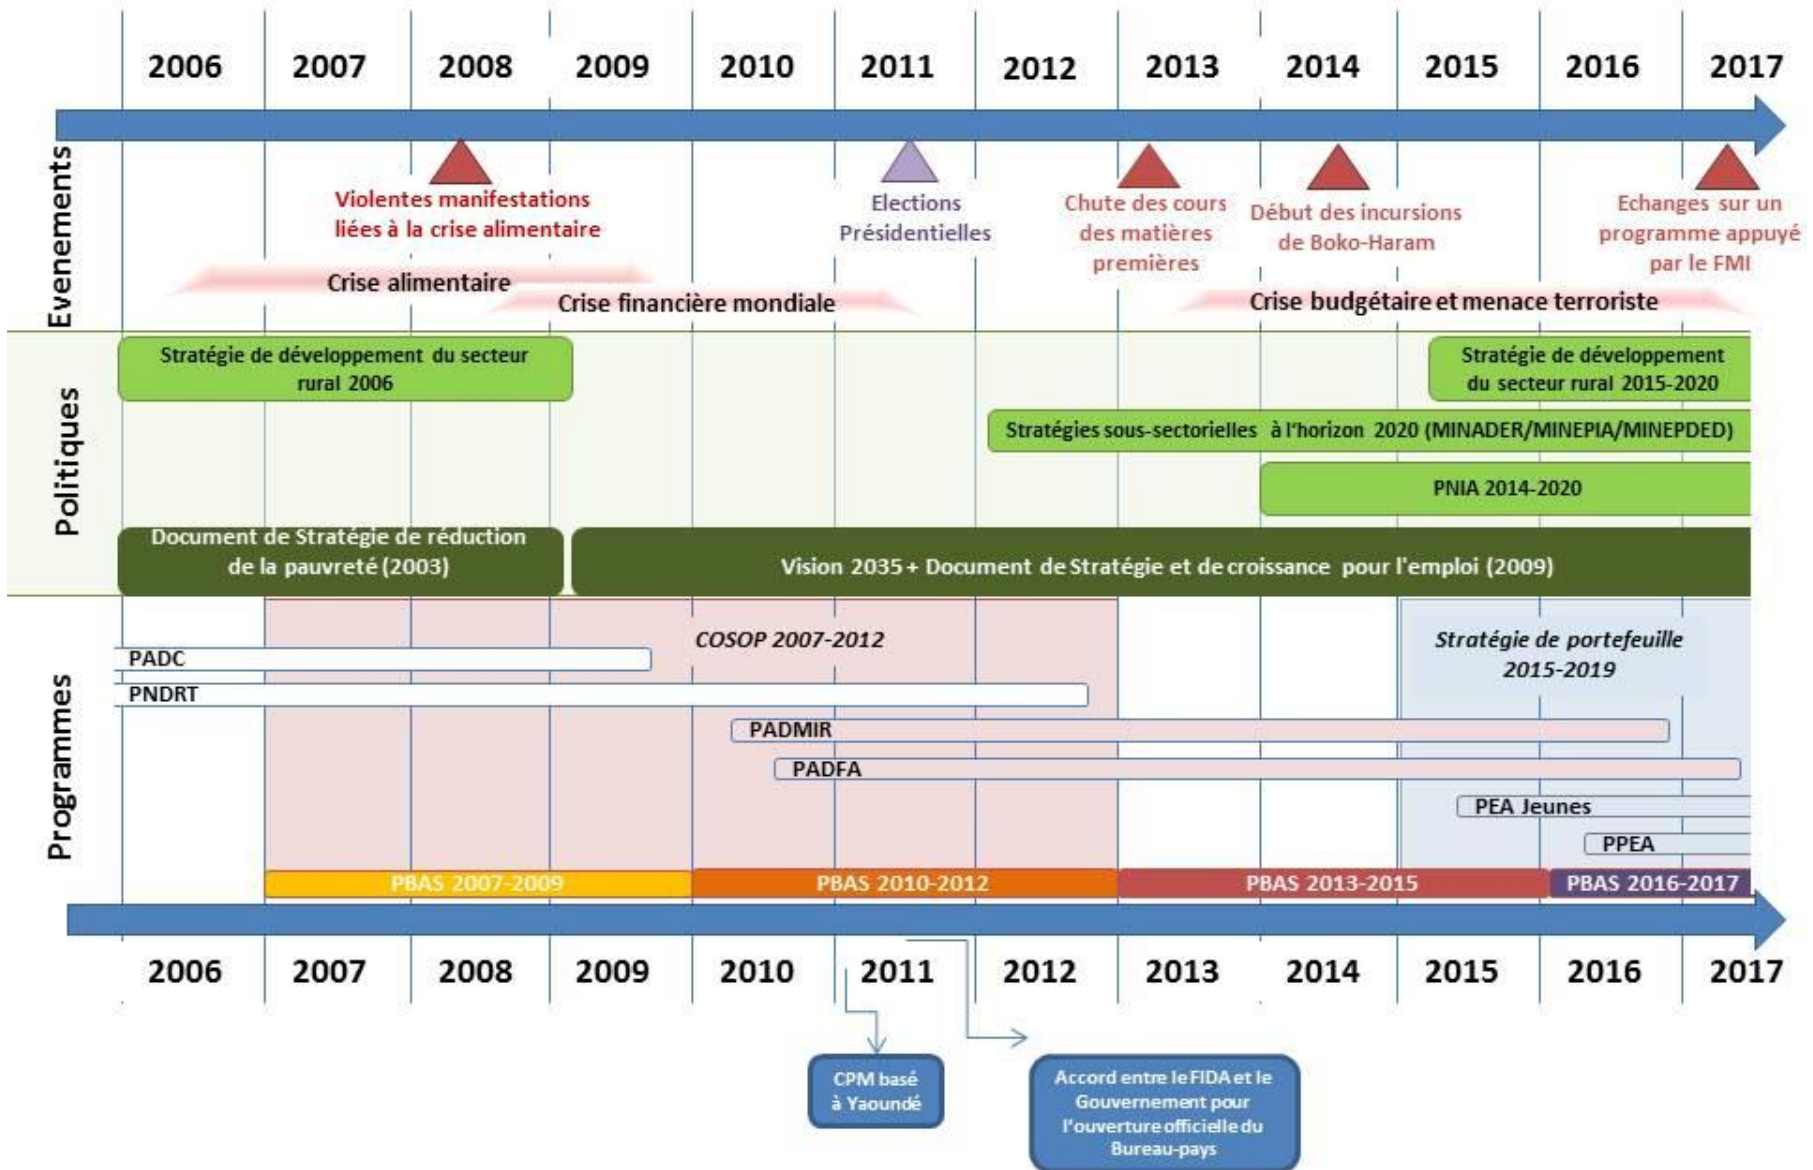 2006 2007 2008 2009 2010 2011 2012 2013 2014 2015 2016 2017
Evenements
Violentes manifestations
liées à la crise alimentaire
Elections
Présidentielles
Chute des cours
des matières
premières
Début des incursions
de Boko-Haram
Echanges sur un
programme appuyé
par le FMI
Crise alimentaire
Crise financière mondiale
Crise budgétaire et menace terroriste
Politiques
Stratégie de développement du secteur
rural 2006
Stratégie de développement
du secteur rural 2015-2020
Stratégies sous-sectorielles à l'horizon 2020 (MINADER/MINEPIA/MINEPDED)
PNIA 2014-2020
Document de Stratégie de réduction
de la pauvreté (2003)
Vision 2035 + Document de Stratégie et de croissance pour l'emploi (2009)
Programmes
COSOP 2007-2012
Stratégie de portefeuille
2015-2019
PADC
PNDRT
PADMIR
PADFA
PEA Jeunes
PPEA
PBAS 2007-2009
PBAS 2010-2012
PBAS 2013-2015
PBAS 2016-2017
2006 2007 2008 2009 2010 2011 2012 2013 2014 2015 2016 2017
CPM basé
à Yaoundé
Accord entre le FIDA et le
Gouvernement pour
l'ouverture officielle du
Bureau-pays